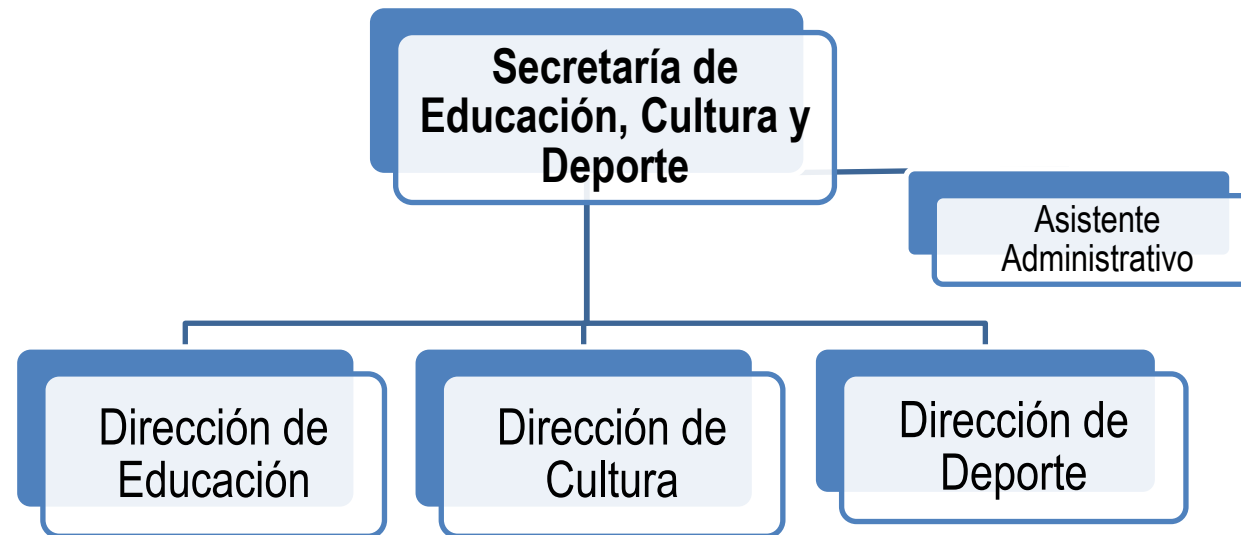 Secretaría de
Educación, Cultura y
Deporte
Asistente
Administrativo
Dirección de
Educación
Dirección de
Cultura
Dirección de
Deporte